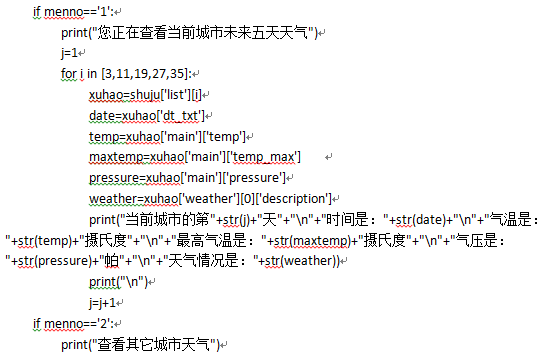 if menno=='1':
print("您正在查看当前城市未来五天天气")
j=1
for i in [3,11,19,27,35]:
xuhao=shuju['list'][i]
date=xuhao['dt_txt']
temp=xuhao['main']['temp']
maxtemp=xuhao['main']['temp_max']
pressure=xuhao['main']['pressure']
weather=xuhao['weather'][0]['description']
print("当前城市的第"+str(j)+"天"+"\n"+"时间是："+str(date)+"\n"+"气温是：
"+str(temp)+"摄氏度"+"\n"+"最高气温是："+str(maxtemp)+"摄氏度"+"\n"+"气压是：
"+str(pressure)+"帕"+"\n"+"天气情况是："+str(weather))
print("\n")
j=j+1
if menno=='2':
print("查看其它城市天气")